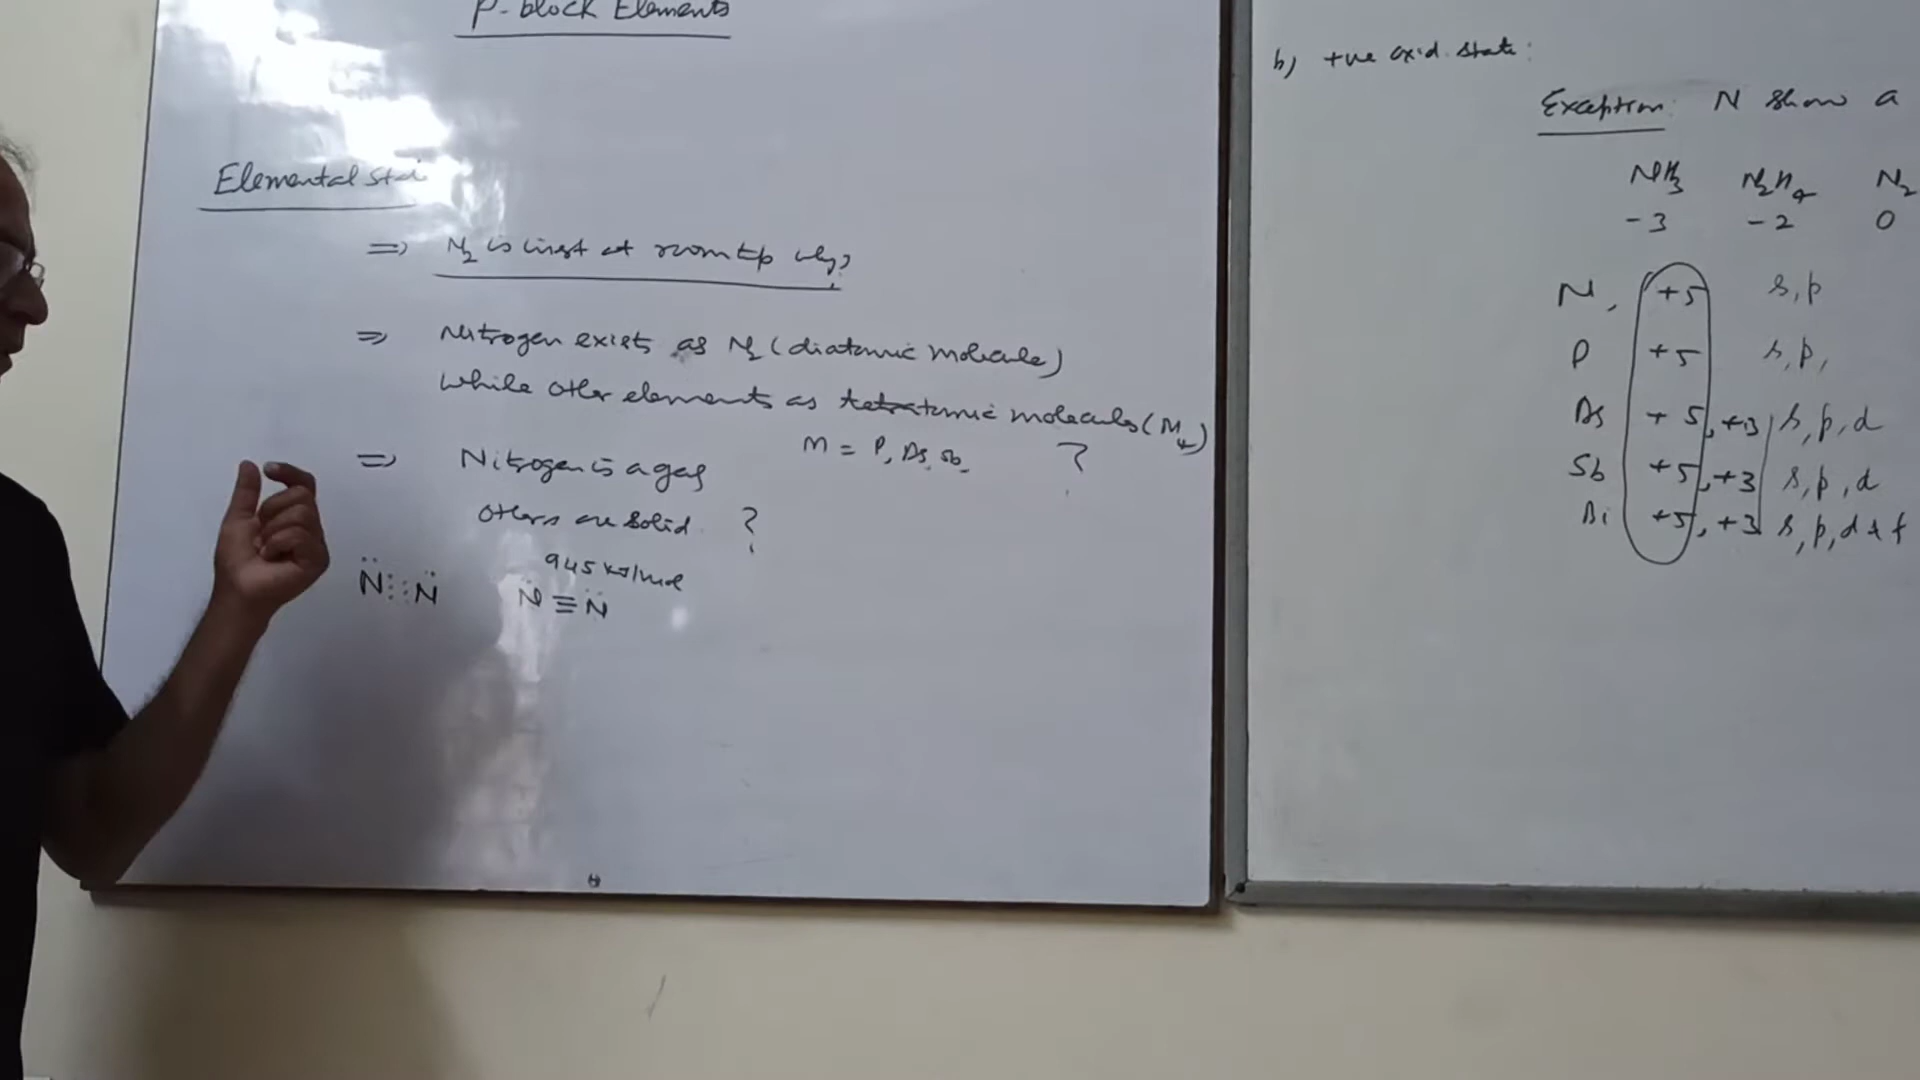 P-block Elements
Elemental
⇒ N2 is inert at room tp why?
⇒ Nitrogen exists as N2 (diatomic molecule)
While other elements as tetratomic molecules (M4)
M = P, As, Sb ?
⇒ Nitrogen is a gas
Others are solid ?
945 kJ/mol
N N N≡N
b) +ve oxid. state:
Exception: N show a
NH3 N2H4 N2
-3 -2 0
N, +5 s,p
P +5 s,p,
As +5, +3 s,p,d
Sb +5, +3 s,p,d
Bi +5, +3 s,p,d & f